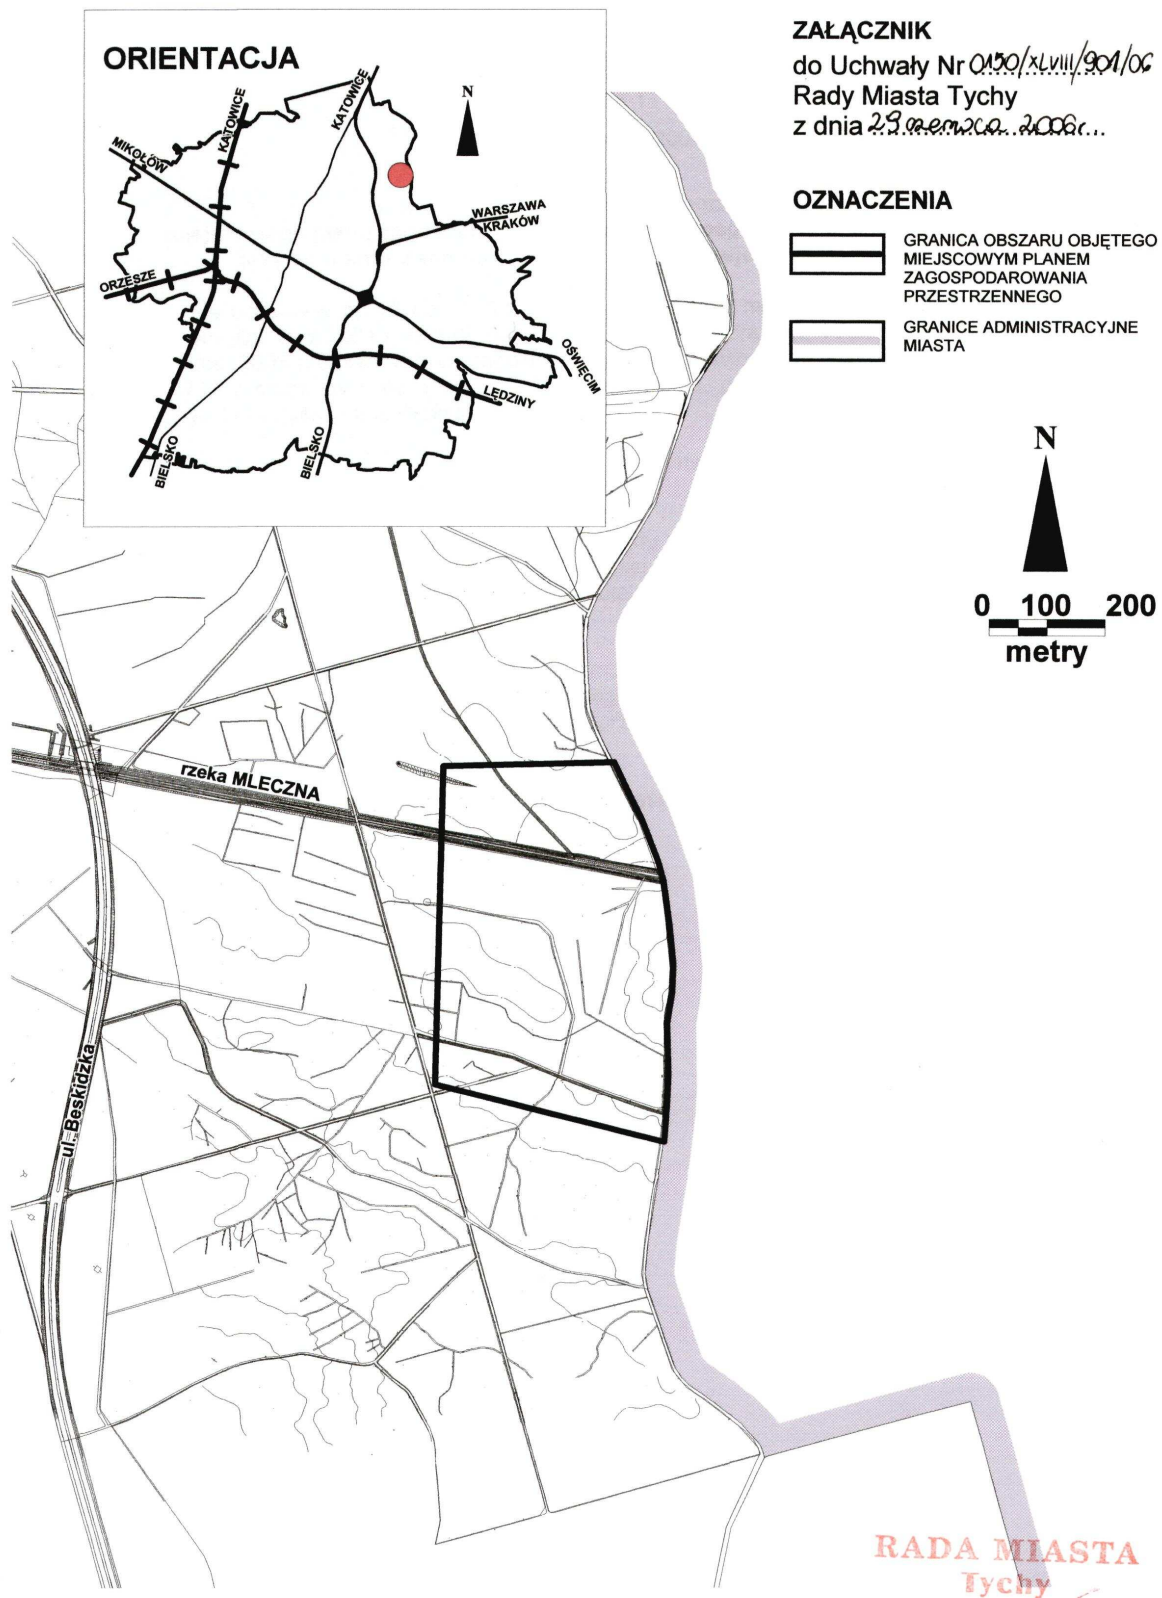 ORIENTACJA
KATOWICE
KATOWICE
N
MIKOŁÓW
WARSZAWA
KRAKÓW
ORZESZE
OŚWIĘCIM
LĘDZINY
BIELSKO
BIELSKO
ZAŁĄCZNIK
do Uchwały Nr 0150/XLVIII/901/06
Rady Miasta Tychy
z dnia 29 czerwca 2006r.
OZNACZENIA
GRANICA OBSZARU OBJĘTEGO
MIEJSCOWYM PLANEM
ZAGOSPODAROWANIA
PRZESTRZENNEGO
GRANICE ADMINISTRACYJNE
MIASTA
N
0 100 200
metry
rzeka MLECZNA
ul. Beskidzka
RADA MIASTA
Tychy